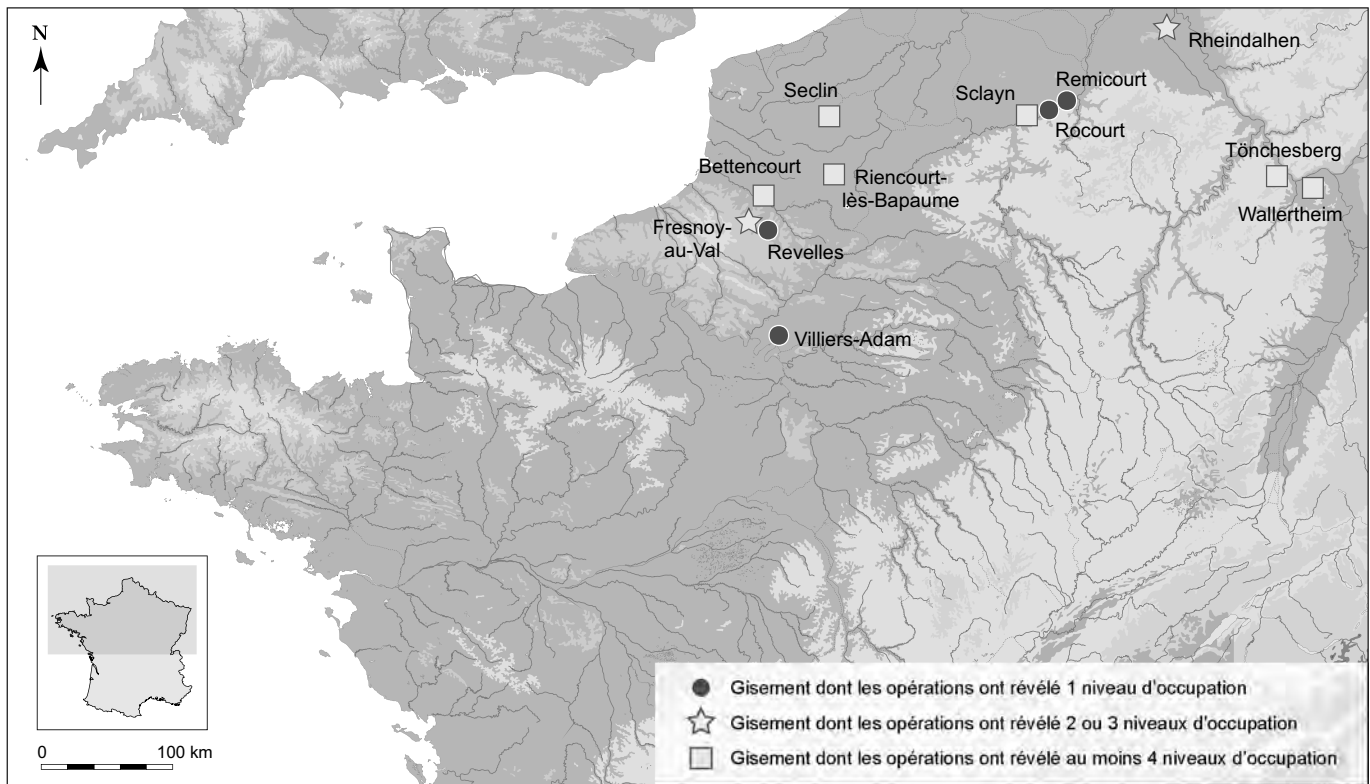 N
Rheindalhen
Seclin
Sclayn
Remicourt
Rocourt
Tönchesberg
Bettencourt
Riencourt-
lès-Bapaume
Wallertheim
Fresnoy-
au-Val
Revelles
Villiers-Adam
0 100 km
Gisement dont les opérations ont révélé 1 niveau d'occupation
Gisement dont les opérations ont révélé 2 ou 3 niveaux d'occupation
Gisement dont les opérations ont révélé au moins 4 niveaux d'occupation